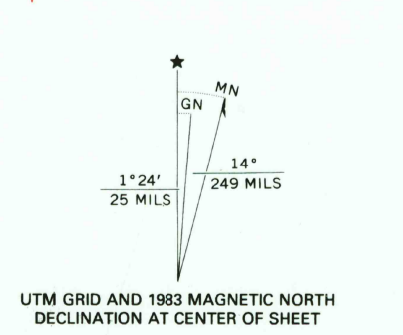 ★
MN
GN
1°24′
25 MILS
14°
249 MILS
UTM GRID AND 1983 MAGNETIC NORTH
DECLINATION AT CENTER OF SHEET